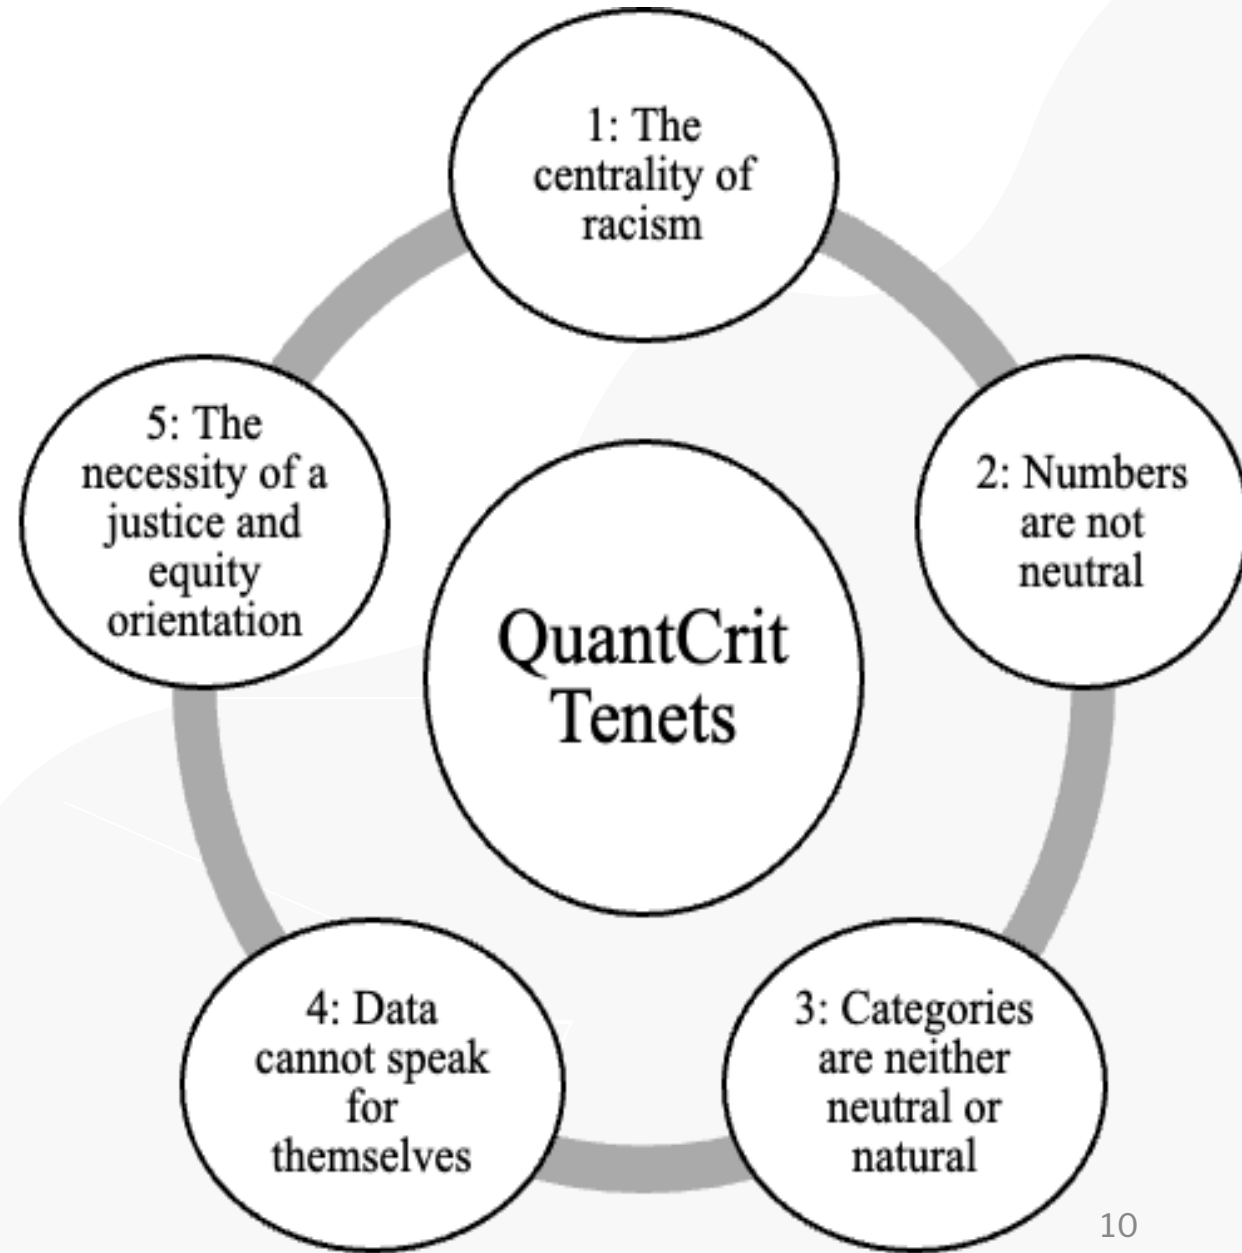 1: The
centrality of
racism
2: Numbers
are not
neutral
3: Categories
are neither
neutral or
natural
4: Data
cannot speak
for
themselves
5: The
necessity of a
justice and
equity
orientation
QuantCrit
Tenets
10